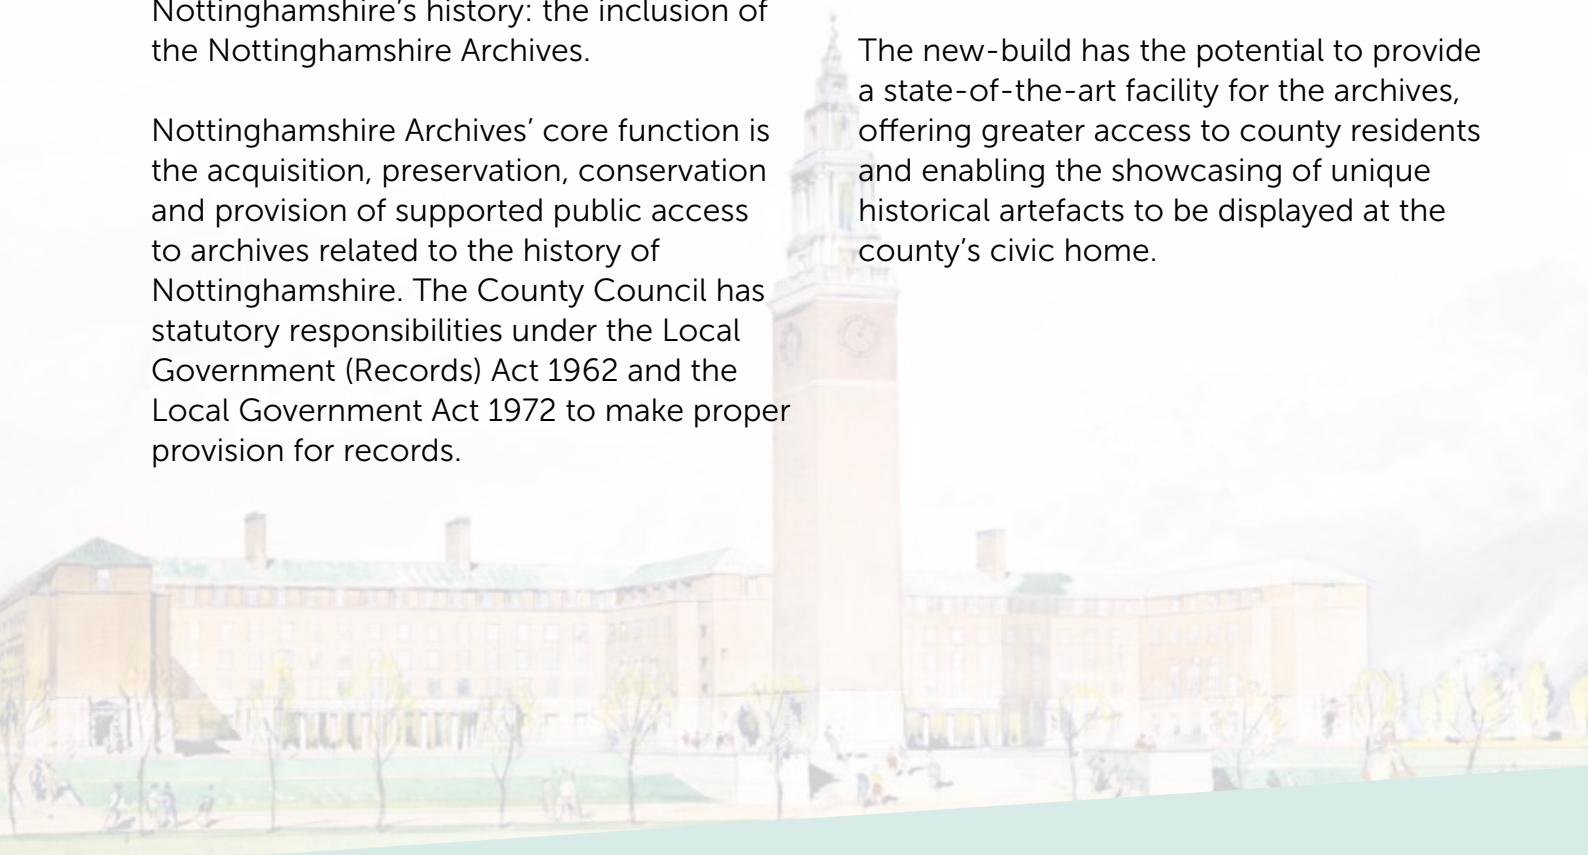 Nottinghamshire’s history: the inclusion of
the Nottinghamshire Archives.
Nottinghamshire Archives’ core function is
the acquisition, preservation, conservation
and provision of supported public access
to archives related to the history of
Nottinghamshire. The County Council has
statutory responsibilities under the Local
Government (Records) Act 1962 and the
Local Government Act 1972 to make proper
provision for records.
The new-build has the potential to provide
a state-of-the-art facility for the archives,
offering greater access to county residents
and enabling the showcasing of unique
historical artefacts to be displayed at the
county’s civic home.